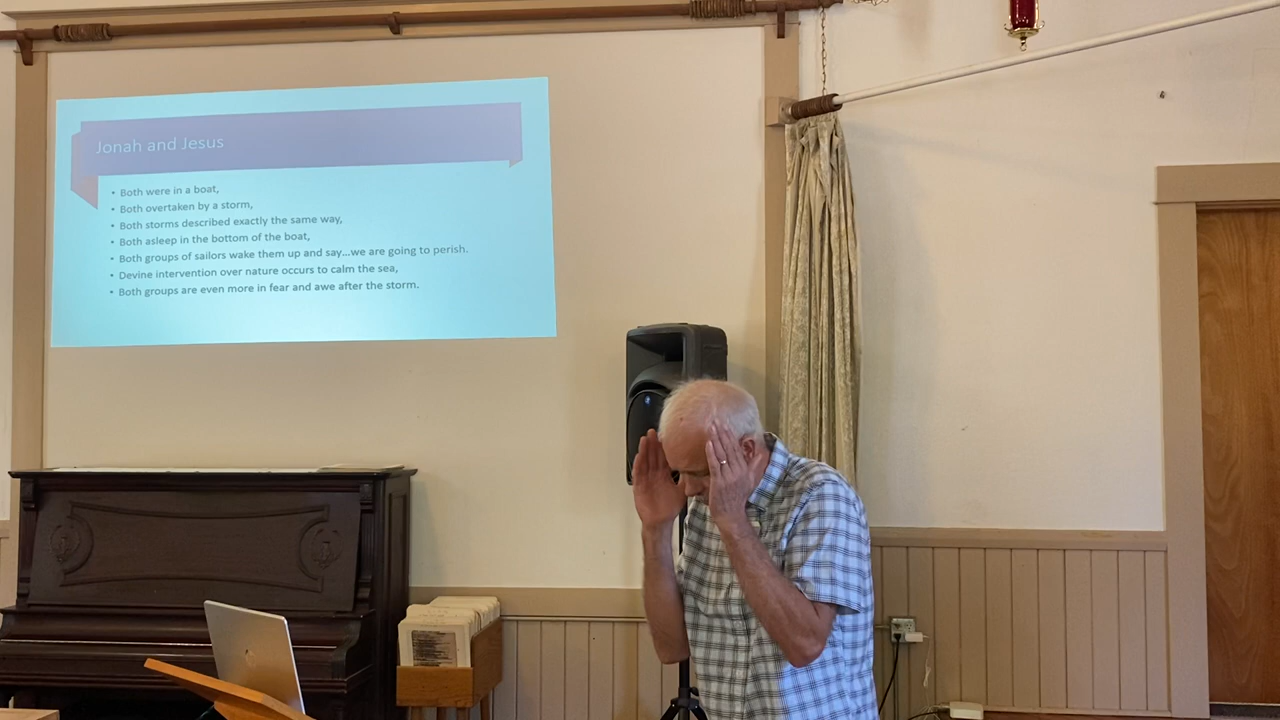 Jonah and Jesus
• Both were in a boat,
• Both overtaken by a storm,
• Both storms described exactly the same way,
• Both asleep in the bottom of the boat,
• Both groups of sailors wake them up and say...we are going to perish.
• Devine intervention over nature occurs to calm the sea,
• Both groups are even more in fear and awe after the storm.